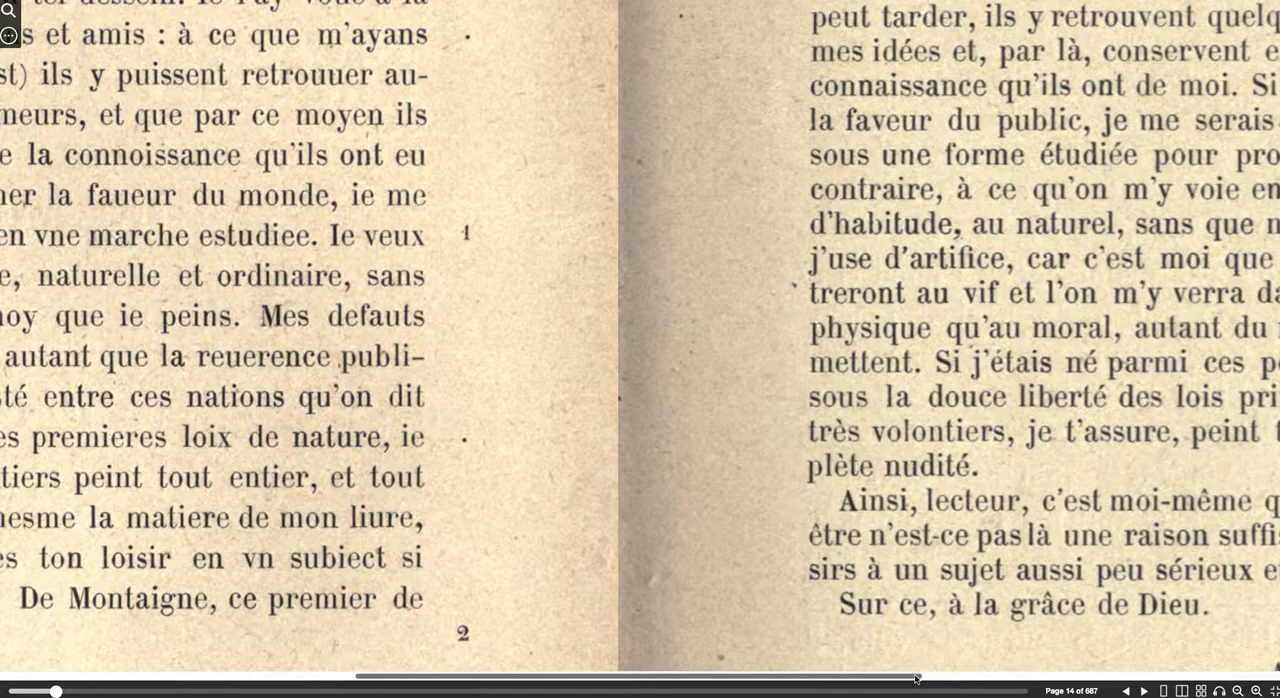 s et amis : à ce que m'ayans
st) ils y puissent retrouuer au-
meurs, et que par ce moyen ils
e la connoissance qu'ils ont eu
her la faueur du monde, ie me
en vne marche estudiee. Ie veux
1
e, naturelle et ordinaire, sans
noy que ie peins. Mes defauts
autant que la reuerence publi-
sté entre ces nations qu'on dit
es premieres loix de nature, ie
tiers peint tout entier, et tout
nesme la matiere de mon liure,
es ton loisir en vn subiect si
De Montaigne, ce premier de
2
peut tarder, ils y retrouvent quelq
mes idées et, par là, conservent e
connaissance qu'ils ont de moi. Si
la faveur du public, je me serais
sous une forme étudiée pour pro
contraire, à ce qu'on m'y voie en
d'habitude, au naturel, sans que
j'use d'artifice, car c'est moi que
treront au vif et l'on m'y verra da
physique qu'au moral, autant du
mettent. Si j'étais né parmi ces p
sous la douce liberté des lois pri
très volontiers, je t'assure, peint t
plète nudité.
Ainsi, lecteur, c'est moi-même q
être n'est-ce pas là une raison suffi
sirs à un sujet aussi peu sérieux e
Sur ce, à la grâce de Dieu.
Page 14 of 687